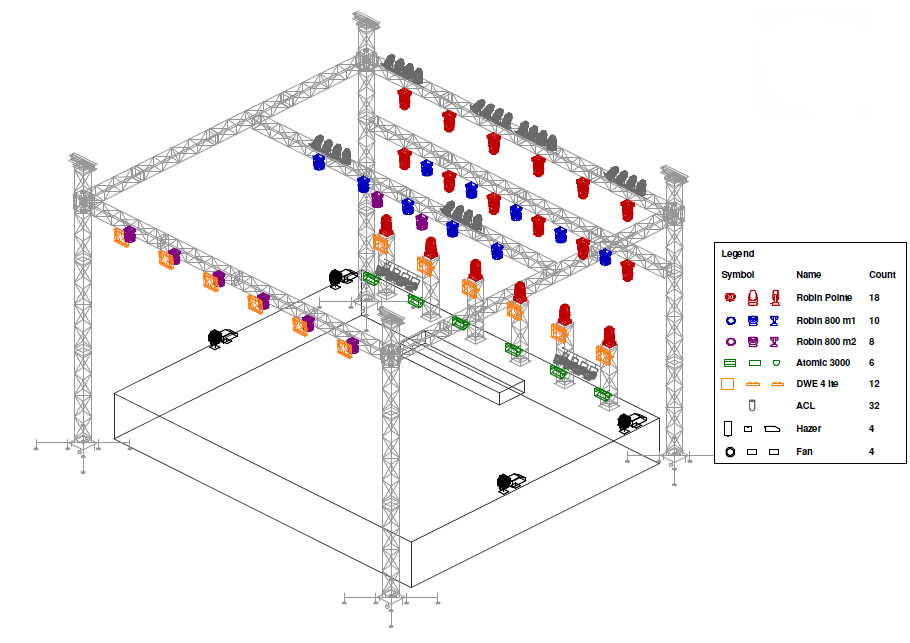 Legend
Symbol Name Count
Robin Pointe 18
Robin 800 m1 10
Robin 800 m2 8
Atomic 3000 6
DWE 4 lite 12
ACL 32
Hazer 4
Fan 4